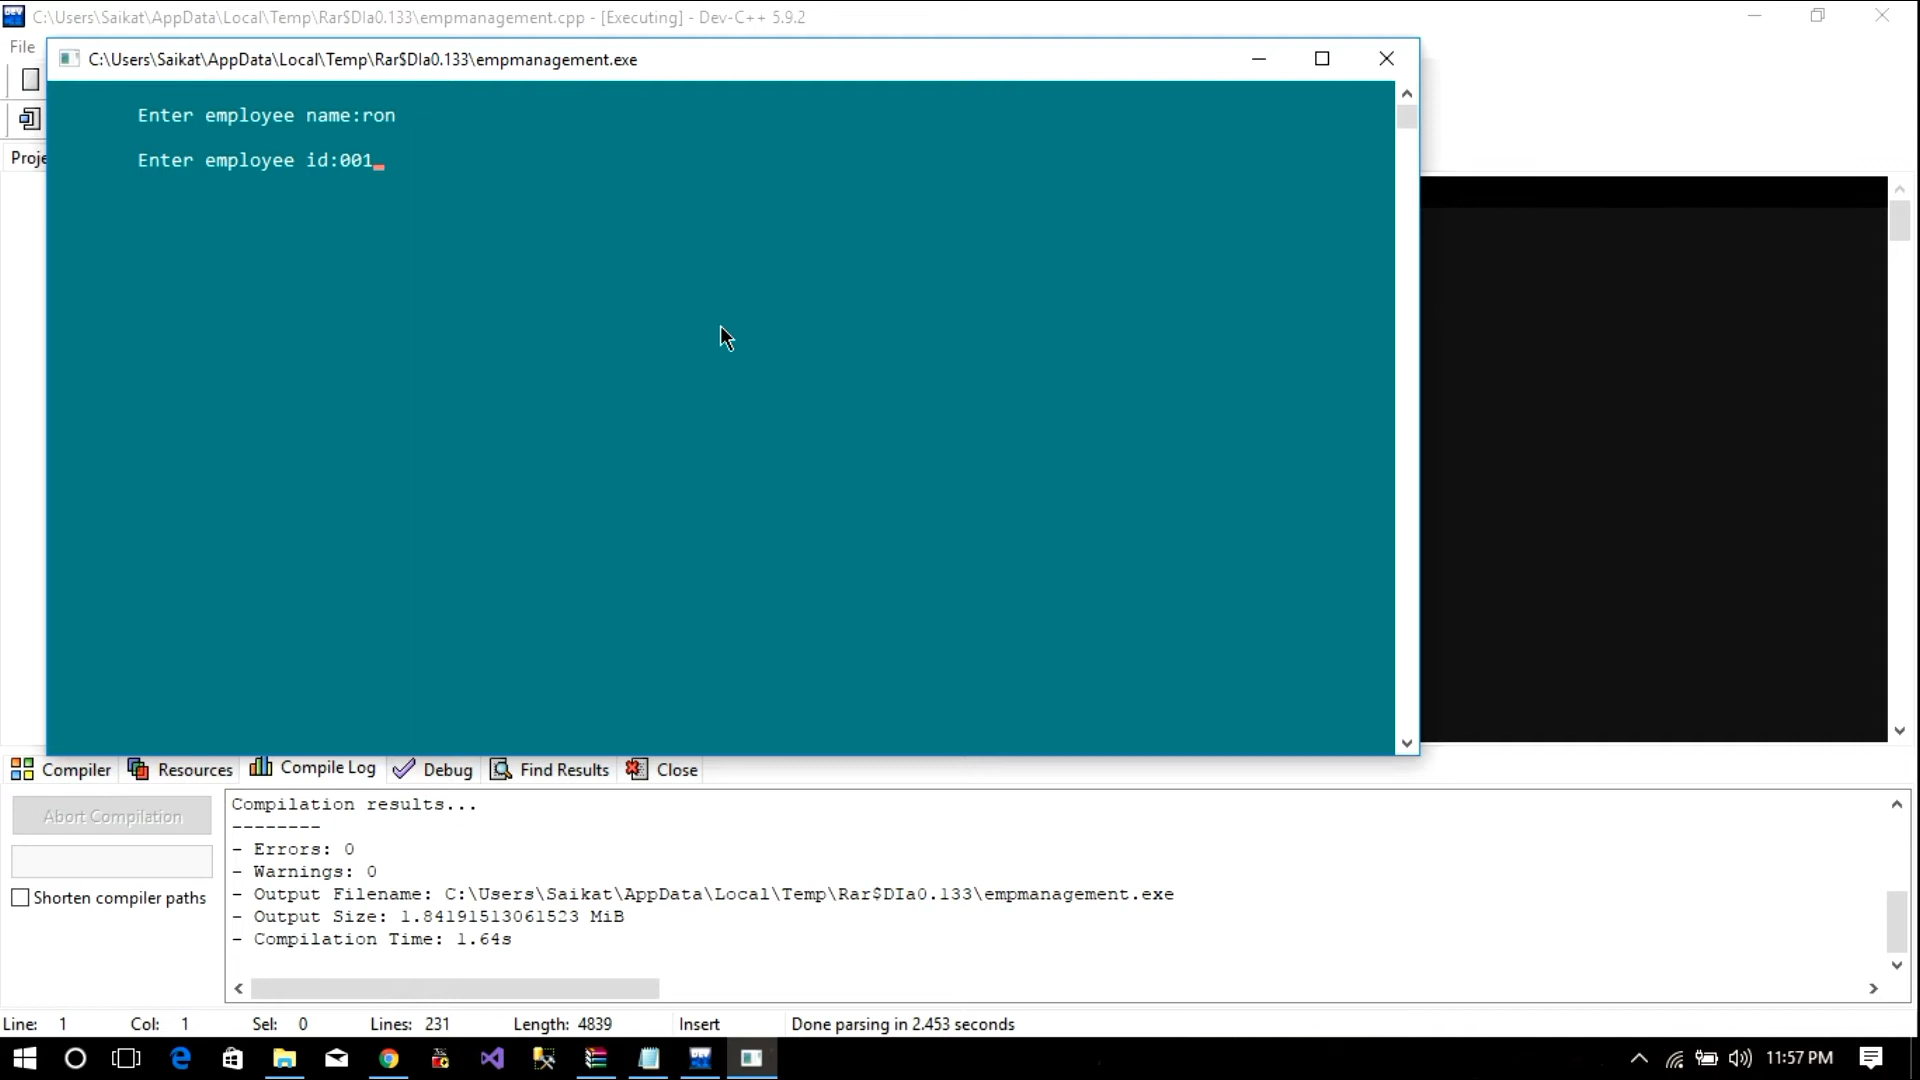 C:\Users\Saikat\AppData\Local\Temp\Rar$DIa0.133\empmanagement.cpp - [Executing] - Dev-C++ 5.9.2
File
C:\Users\Saikat\AppData\Local\Temp\Rar$DIa0.133\empmanagement.exe
Enter employee name:ron
Proje
Enter employee id:001_
Compiler Resources Compile Log Debug Find Results Close
Abort Compilation
Shorten compiler paths
Compilation results...
--------
- Errors: 0
- Warnings: 0
- Output Filename: C:\Users\Saikat\AppData\Local\Temp\Rar$DIa0.133\empmanagement.exe
- Output Size: 1.84191513061523 MiB
- Compilation Time: 1.64s
Line: 1 Col: 1 Sel: 0 Lines: 231 Length: 4839 Insert Done parsing in 2.453 seconds
11:57 PM